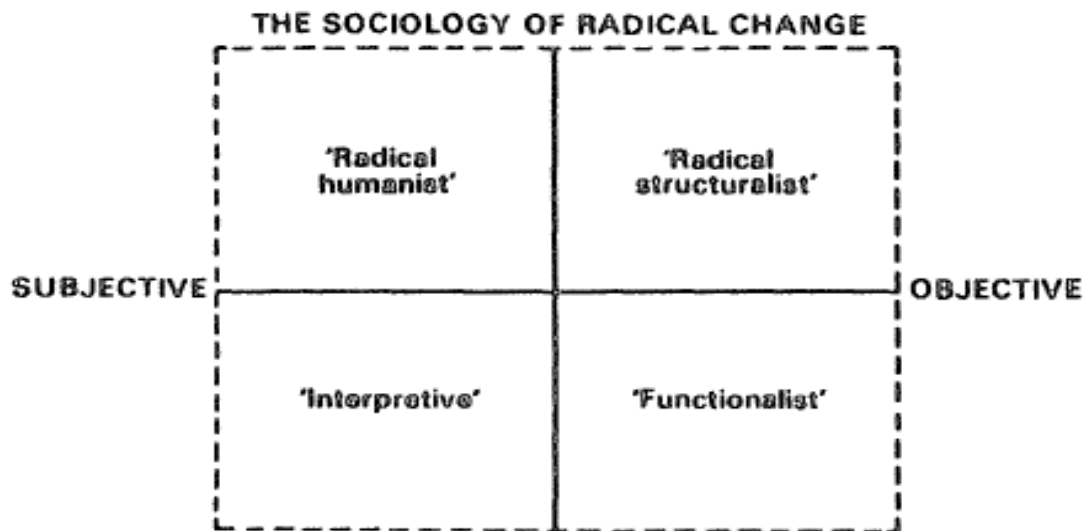 THE SOCIOLOGY OF RADICAL CHANGE
'Radical
humanist'
'Radical
structuralist'
SUBJECTIVE
OBJECTIVE
'Interpretive'
'Functionalist'